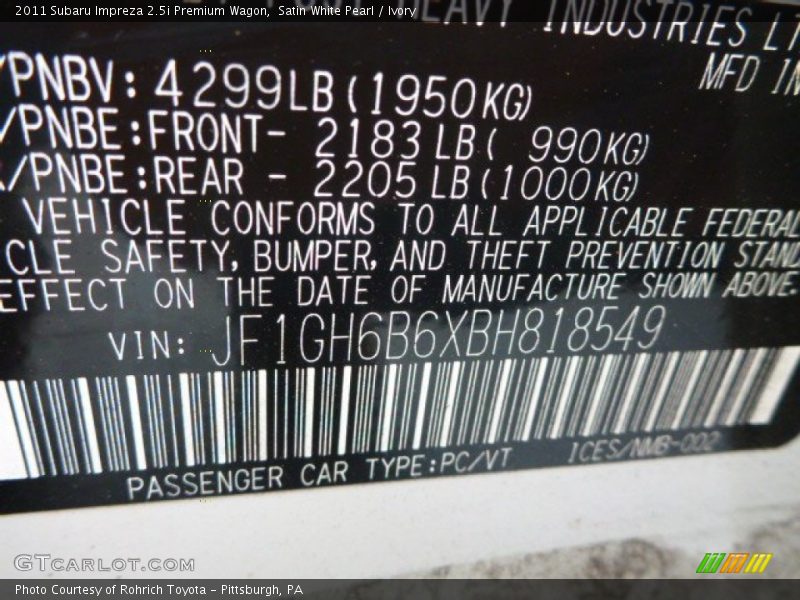 2011 Subaru Impreza 2.5i Premium Wagon, Satin White Pearl / Ivory
HEAVY INDUSTRIES LT
MFD IN
/PNBV: 4299LB (1950KG)
/PNBE:FRONT- 2183 LB ( 990KG)
/PNBE:REAR - 2205 LB (1000KG)
VEHICLE CONFORMS TO ALL APPLICABLE FEDERAL
CLE SAFETY, BUMPER, AND THEFT PREVENTION STAND
EFFECT ON THE DATE OF MANUFACTURE SHOWN ABOVE.
VIN: JF1GH6B6XBH818549
PASSENGER CAR TYPE:PC/VT ICES/NMB-002
GTCARLOT.COM
Photo Courtesy of Rohrich Toyota - Pittsburgh, PA